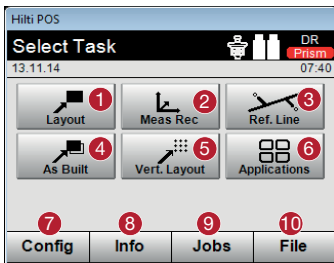 Hilti POS
Select Task
DR
Prism
13.11.14
07:40
1 2 3
Layout Meas Rec Ref. Line
4 5 6
As Built Vert. Layout Applications
7 8 9 10
Config Info Jobs File